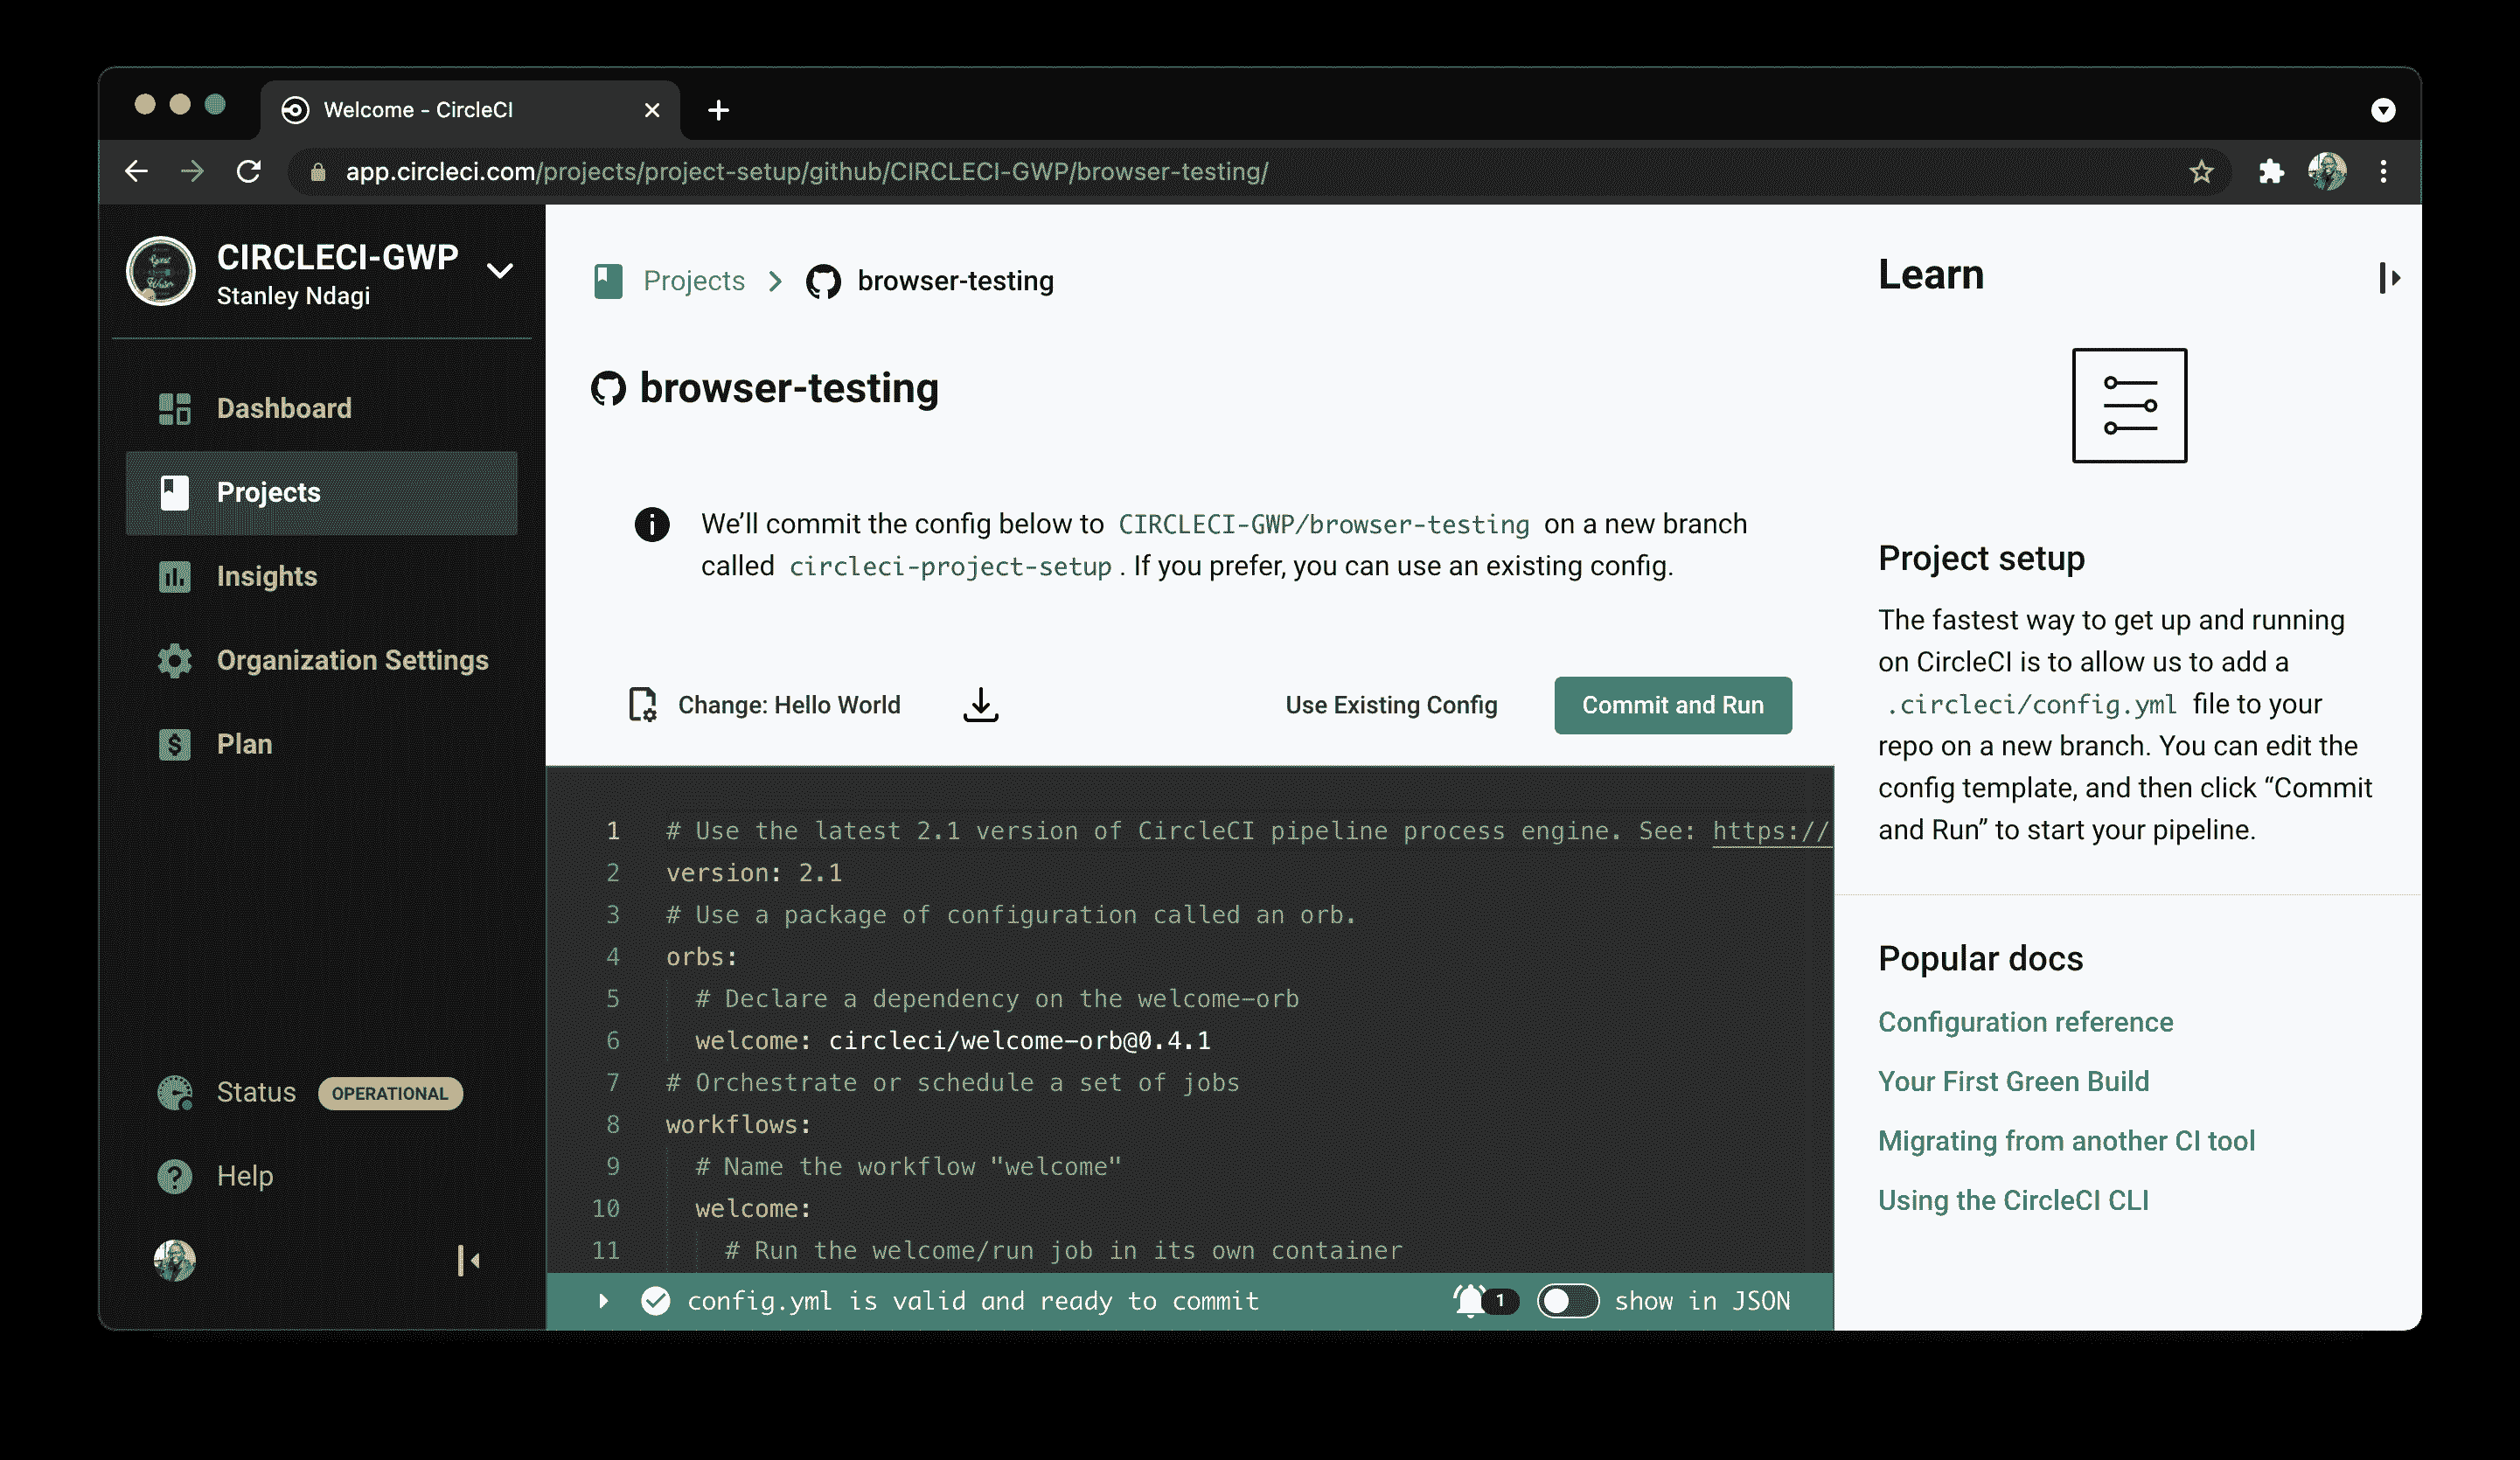 Welcome - CircleCI
app.circleci.com/projects/project-setup/github/CIRCLECI-GWP/browser-testing/
CIRCLECI-GWP
Stanley Ndagi
Dashboard
Projects
Insights
Organization Settings
Plan
Status OPERATIONAL
Help
Projects browser-testing
browser-testing
We’ll commit the config below to CIRCLECI-GWP/browser-testing on a new branch
called circleci-project-setup . If you prefer, you can use an existing config.
Change: Hello World
Use Existing Config
Commit and Run
1 # Use the latest 2.1 version of CircleCI pipeline process engine. See: https://
2 version: 2.1
3 # Use a package of configuration called an orb.
4 orbs:
5 # Declare a dependency on the welcome-orb
6 welcome: circleci/welcome-orb@0.4.1
7 # Orchestrate or schedule a set of jobs
8 workflows:
9 # Name the workflow "welcome"
10 welcome:
11 # Run the welcome/run job in its own container
config.yml is valid and ready to commit
1
show in JSON
Learn
Project setup
The fastest way to get up and running
on CircleCI is to allow us to add a
.circleci/config.yml file to your
repo on a new branch. You can edit the
config template, and then click “Commit
and Run” to start your pipeline.
Popular docs
Configuration reference
Your First Green Build
Migrating from another CI tool
Using the CircleCI CLI